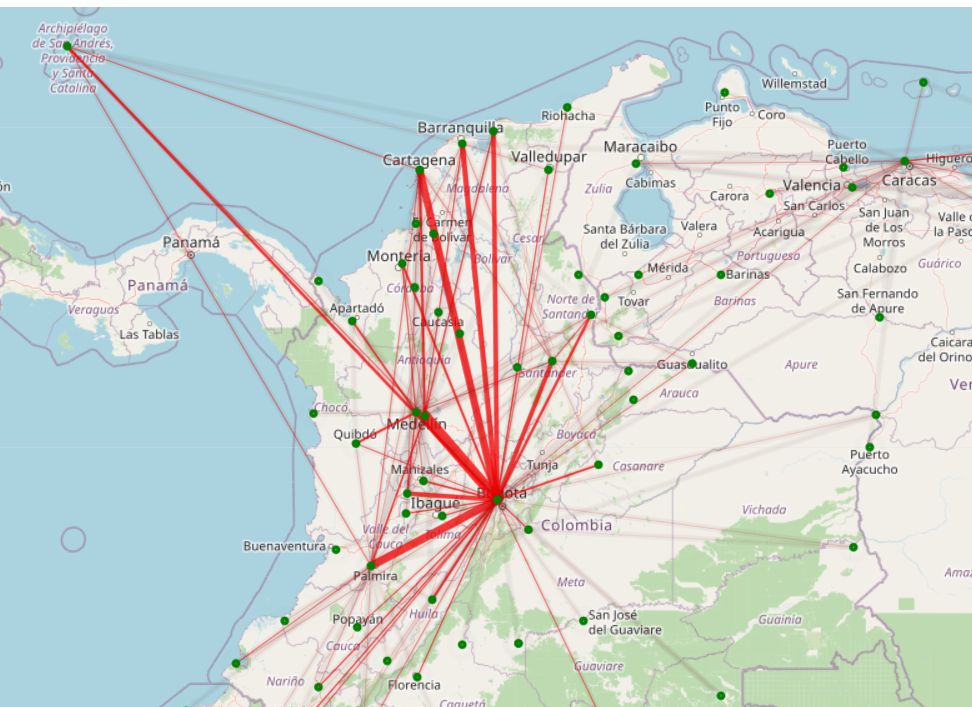 Archipiélago
de San Andrés,
Providencia
y Santa
Catalina
Willemstad
Riohacha
Punto
Fijo
Coro
Barranquilla
Cartagena
Valledupar
Maracaibo
Puerto
Cabello
Magdalena
Zulia
Cabimas
Carora
Valencia
San Carlos
Caracas
El Carmen
de Bolívar
Santa Bárbara
del Zulia
Valera
Acarigua
San Juan
de Los
Morros
Valle
la
Panamá
Cesar
Montería
Bolívar
Portuguesa
Mérida
Barinas
Calabozo
Guárico
Panamá
Córdoba
Norte de
Santander
Tovar
Barinas
San Fernando
de Apure
Veraguas
Apartadó
Caucasia
Las Tablas
Caicara
del Orino
Antioquia
Santander
Guasdualito
Apure
Arauca
Chocó
Medellín
Quibdó
Boyacá
Manizales
Tunja
Casanare
Puerto
Ayacucho
Bogotá
Ibagué
Colombia
Vichada
Valle del
Cauca
Tolima
Buenaventura
Palmira
Meta
Huila
San José
del Guaviare
Guainía
Popayán
Cauca
Guaviare
Nariño
Florencia
Caquetá